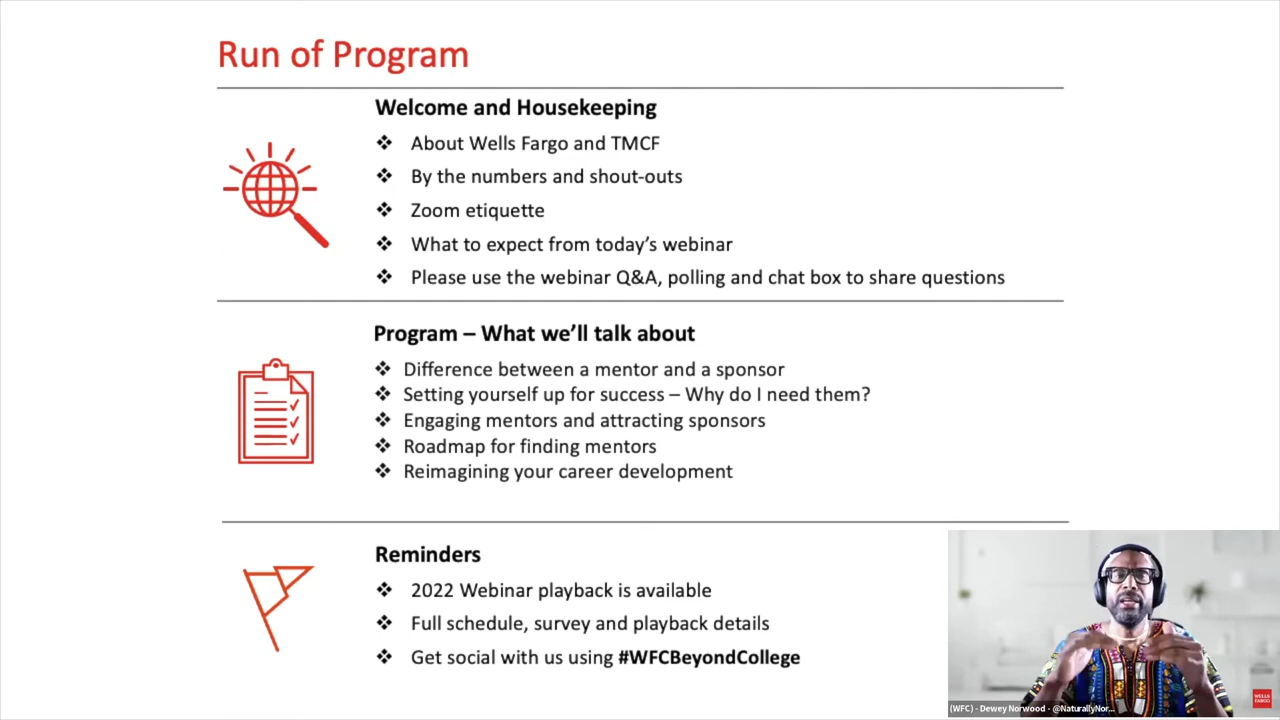 Run of Program
Welcome and Housekeeping
❖ About Wells Fargo and TMCF
❖ By the numbers and shout-outs
❖ Zoom etiquette
❖ What to expect from today’s webinar
❖ Please use the webinar Q&A, polling and chat box to share questions
Program – What we’ll talk about
❖ Difference between a mentor and a sponsor
❖ Setting yourself up for success – Why do I need them?
❖ Engaging mentors and attracting sponsors
❖ Roadmap for finding mentors
❖ Reimagining your career development
Reminders
❖ 2022 Webinar playback is available
❖ Full schedule, survey and playback details
❖ Get social with us using #WFCBeyondCollege
(WFC) - Dewey Norwood - @NaturallyNor...
WELLS
FARGO